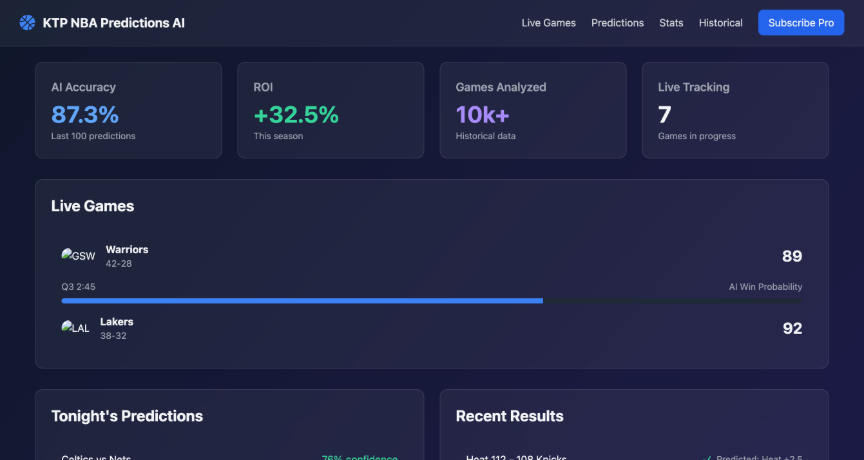 KTP NBA Predictions AI
Live Games Predictions Stats Historical Subscribe Pro
AI Accuracy
87.3%
Last 100 predictions
ROI
+32.5%
This season
Games Analyzed
10k+
Historical data
Live Tracking
7
Games in progress
Live Games
GSW
Warriors
42-28
89
Q3 2:45 AI Win Probability
LAL
Lakers
38-32
92
Tonight's Predictions
Celtics vs Nets 76% confidence
Recent Results
Heat 112 - 108 Knicks ✓ Predicted: Heat +2.5